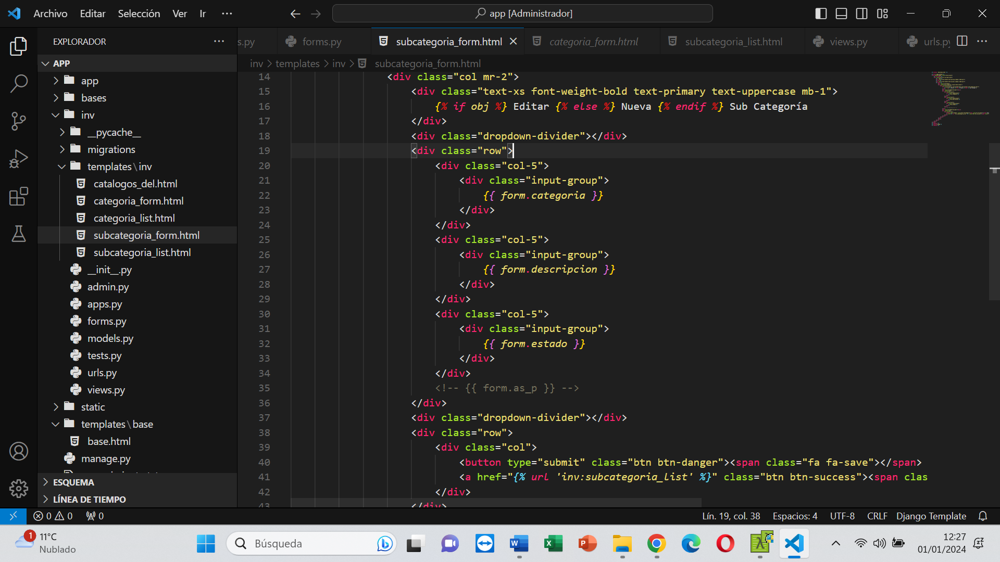 Archivo Editar Selección Ver Ir ···
app [Administrador]
EXPLORADOR
APP
app
bases
inv
__pycache__
migrations
templates\inv
catalogos_del.html
categoria_form.html
categoria_list.html
subcategoria_form.html
subcategoria_list.html
__init__.py
admin.py
apps.py
forms.py
models.py
tests.py
urls.py
views.py
static
templates\base
base.html
manage.py
ESQUEMA
LÍNEA DE TIEMPO
s.py forms.py subcategoria_form.html categoria_form.html subcategoria_list.html views.py urls.py
inv > templates > inv > subcategoria_form.html
14 <div class="col mr-2">
15 <div class="text-xs font-weight-bold text-primary text-uppercase mb-1">
16 {% if obj %} Editar {% else %} Nueva {% endif %} Sub Categoría
17 </div>
18 <div class="dropdown-divider"></div>
19 <div class="row">
20 <div class="col-5">
21 <div class="input-group">
22 {{ form.categoria }}
23 </div>
24 </div>
25 <div class="col-5">
26 <div class="input-group">
27 {{ form.descripcion }}
28 </div>
29 </div>
30 <div class="col-5">
31 <div class="input-group">
32 {{ form.estado }}
33 </div>
34 </div>
35 <!-- {{ form.as_p }} -->
36 </div>
37 <div class="dropdown-divider"></div>
38 <div class="row">
39 <div class="col">
40 <button type="submit" class="btn btn-danger"><span class="fa fa-save"></span>
41 <a href="{% url 'inv:subcategoria_list' %}" class="btn btn-success"><span clas
42 </div>
43 </div>
0 0 0
Lín. 19, col. 38 Espacios: 4 UTF-8 CRLF Django Template
1 11°C
Nublado
Búsqueda
12:27
01/01/2024